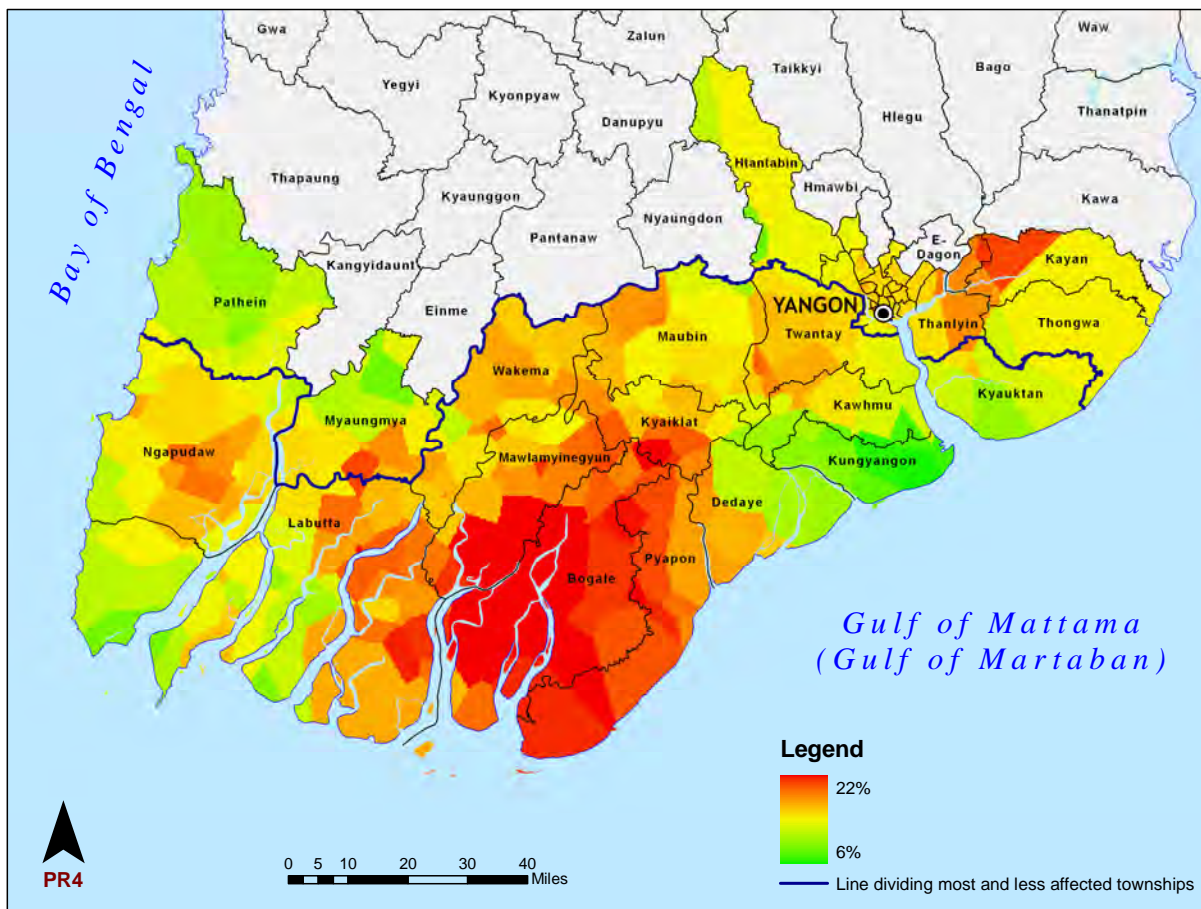 Gwa
Zalun
Waw
Yegyi
Kyonpyaw
Taikkyi
Bago
Danupyu
Hlegu
Thanatpin
Bay of Bengal
Thapaung
Htantabin
Kyaunggon
Hmawbi
Nyaungdon
Kawa
Pantanaw
E-
Dagon
Kangyidaunt
Kayan
Pathein
Einme
YANGON
Thanlyin
Thongwa
Maubin
Twantay
Wakema
Kyauktan
Myaungmya
Kawhmu
Kyaiklat
Ngapudaw
Mawlamyinegyun
Kungyangon
Dedaye
Labutta
Pyapon
Bogale
Gulf of Mattama
(Gulf of Martaban)
Legend
22%
6%
Line dividing most and less affected townships
PR4
0 5 10 20 30 40
Miles